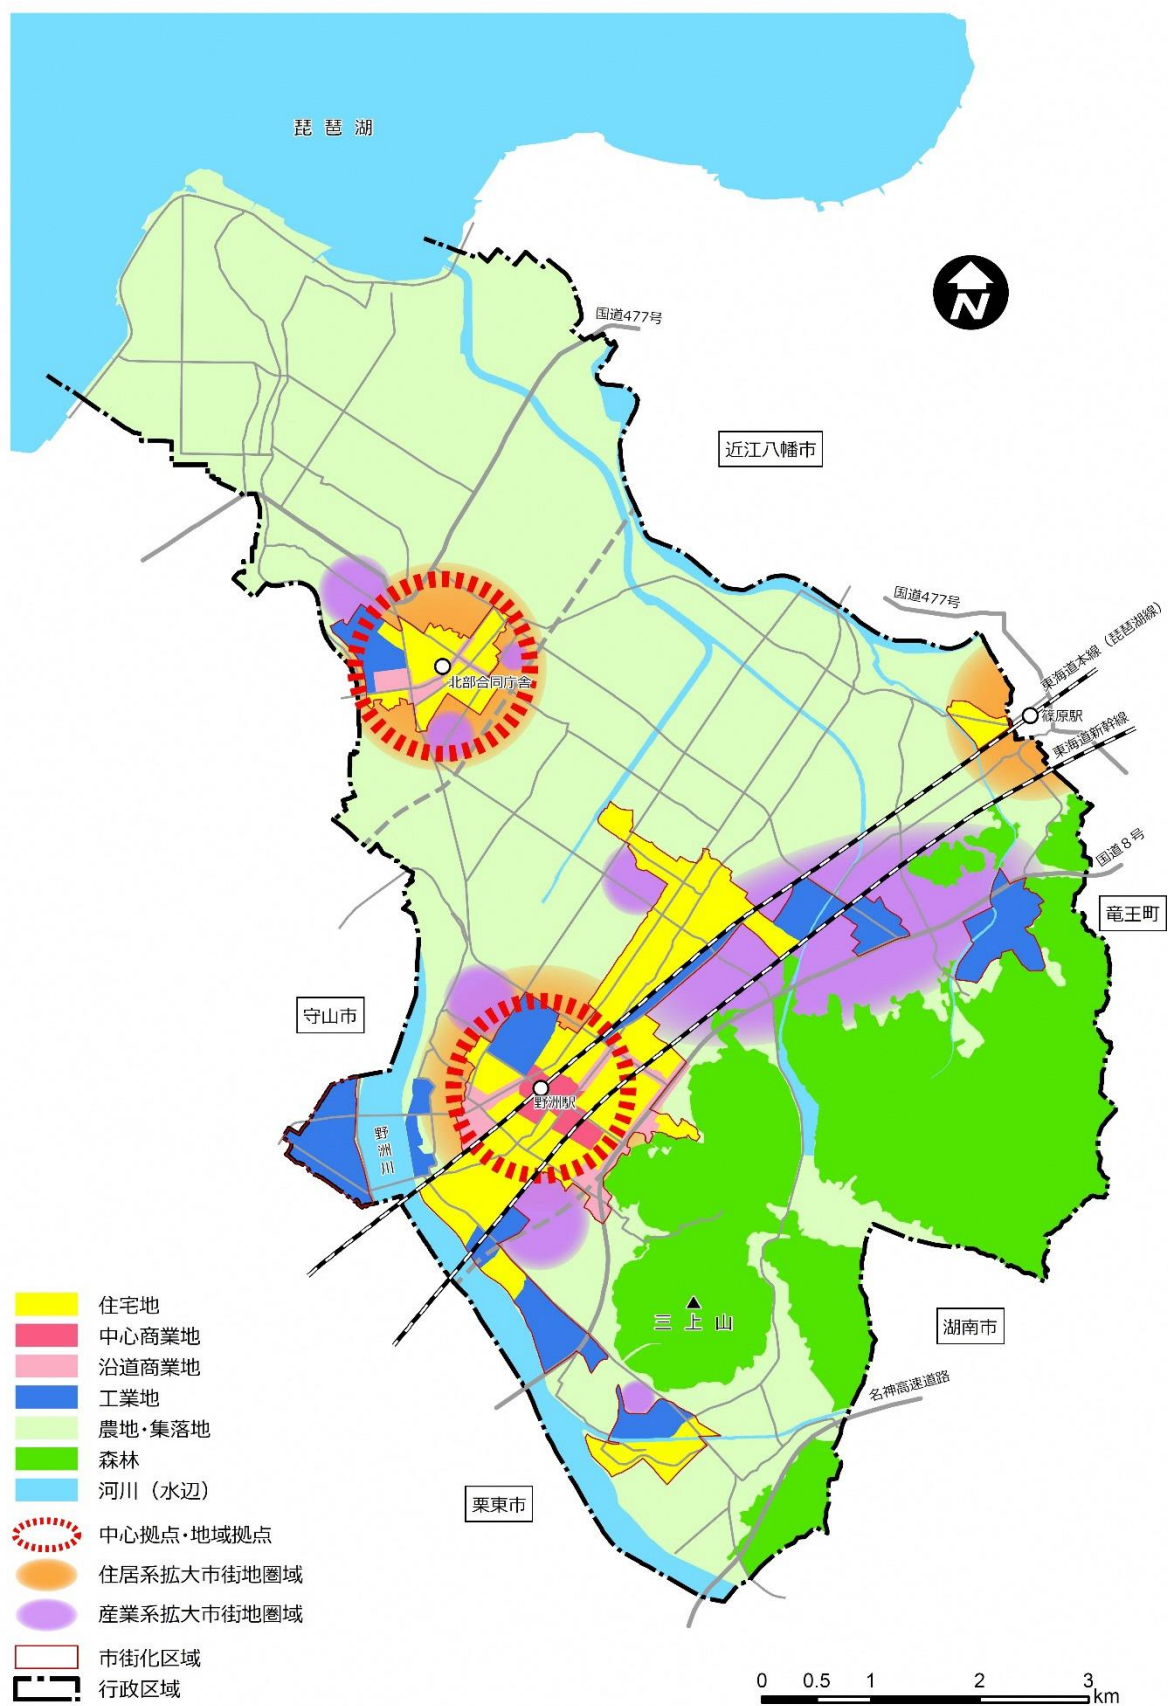 琵琶湖
N
国道477号
近江八幡市
国道477号
東海道本線（琵琶湖線）
北部合同庁舎
篠原駅
東海道新幹線
国道８号
竜王町
守山市
野洲駅
野洲川
三上山
湖南市
名神高速道路
栗東市
住宅地
中心商業地
沿道商業地
工業地
農地・集落地
森林
河川（水辺）
中心拠点・地域拠点
住居系拡大市街地圏域
産業系拡大市街地圏域
市街化区域
行政区域
0 0.5 1 2 3
km